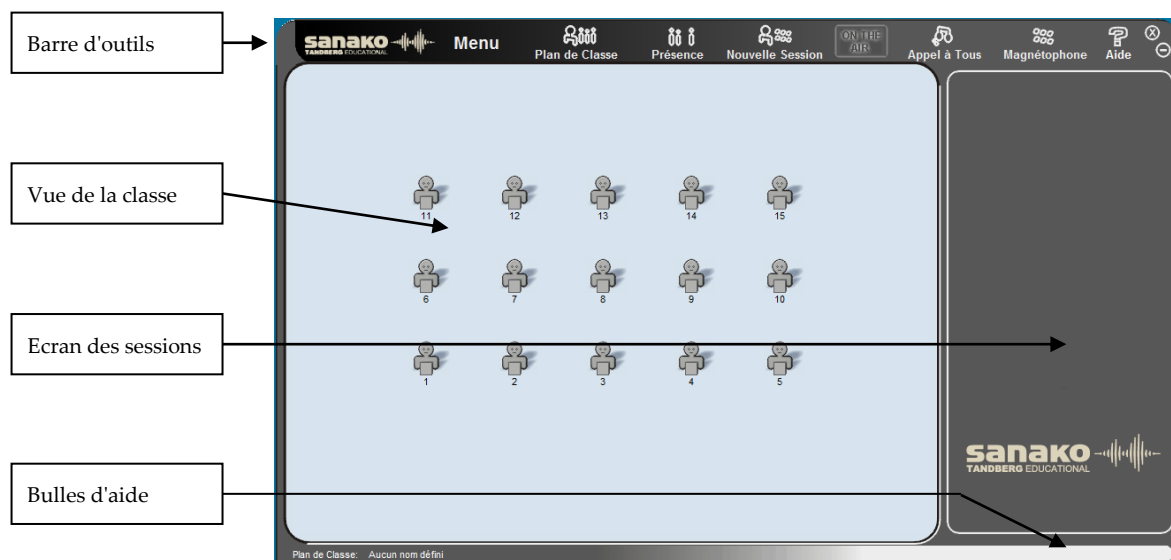 Barre d'outils
sanako
TANDBERG EDUCATIONAL
Menu
Plan de Classe
Présence
Nouvelle Session
ON THE
AIR
Appel à Tous
Magnétophone
Aide
Vue de la classe
11 12 13 14 15
6 7 8 9 10
Ecran des sessions
1 2 3 4 5
sanako
TANDBERG EDUCATIONAL
Bulles d'aide
Plan de Classe: Aucun nom défini